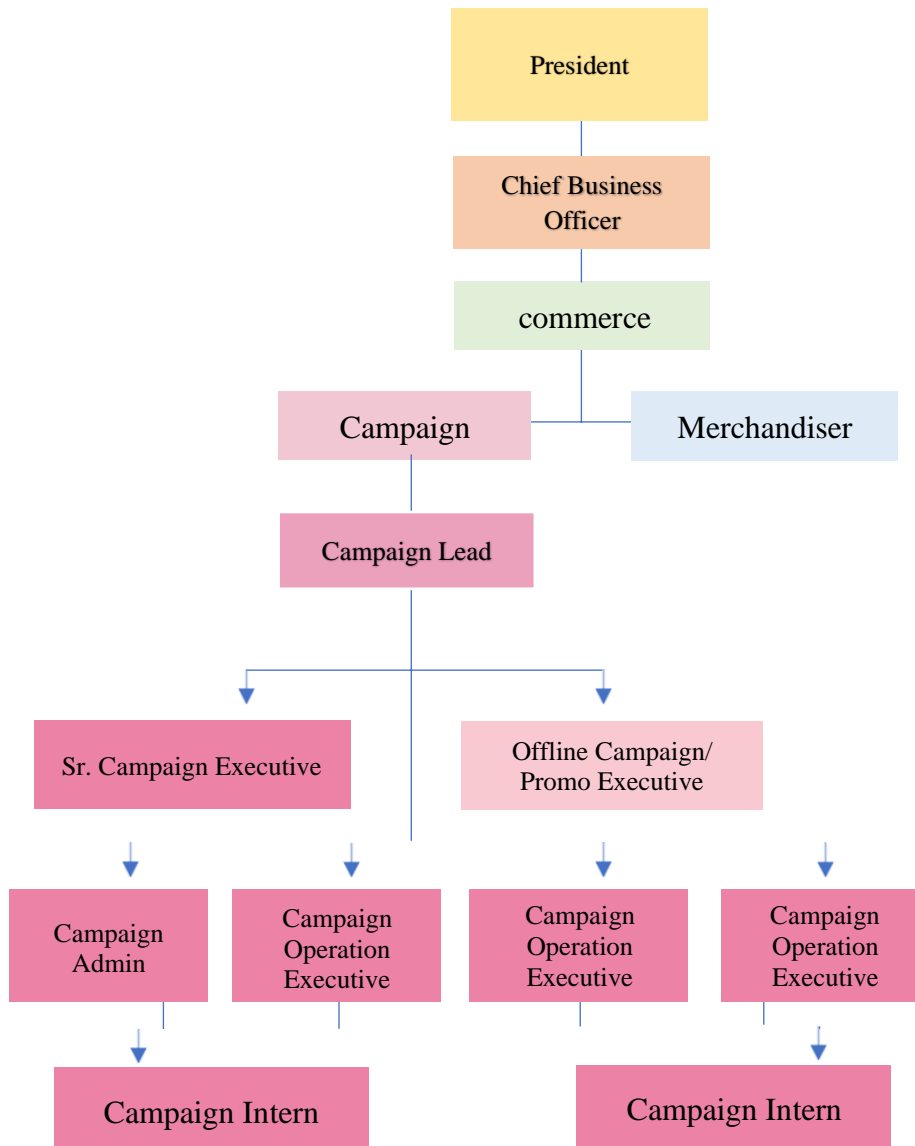 President
Chief Business
Officer
commerce
Campaign
Merchandiser
Campaign Lead
Sr. Campaign Executive
Offline Campaign/
Promo Executive
Campaign
Admin
Campaign
Operation
Executive
Campaign
Operation
Executive
Campaign
Operation
Executive
Campaign Intern
Campaign Intern